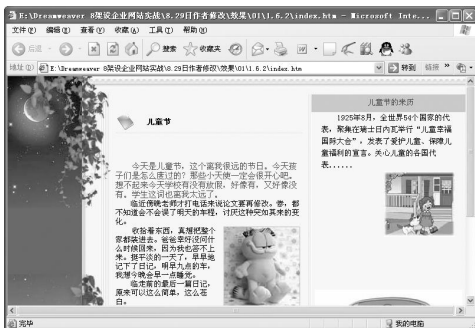 E:\Dreamweaver 8架设企业网站实战\8.29日作者修改\效果\01\1.6.2\index.htm - Microsoft Inte...
文件(F) 编辑(E) 查看(V) 收藏(A) 工具(T) 帮助(H)
后退 搜索 收藏夹
地址(D) E:\Dreamweaver 8架设企业网站实战\8.29日作者修改\效果\01\1.6.2\index.htm 转到 链接 »
儿童节
今天是儿童节,这个离我很远的节日。今天孩
子们是怎么度过的?那些小天使一定会很开心吧。
想不起来今天学校有没有放假,好像有,又好像没
有。学生这词也离我太远了。
临近傍晚老师才打电话来说论文要再修改。惨,都
不知道会不会误了明天的车程,讨厌这种突如其来的变
化。
收拾着东西,真想把整个
家都装进去。爸爸幸好没问什
么时候回来,因为我也答不上
来。挺平淡的一天了,早早地
记下了日记,明早九点的车,
我想今晚会早一点睡觉。
临走前的最后一篇日记,
原来可以这么简单,这么苍
白。
儿童节的来历
1925年8月,全世界54个国家的代
表,聚集在瑞士日内瓦举行“儿童幸福
国际大会”,发表了爱护儿童、保障儿
童福利的宣言。关心儿童的各国代
表......
完毕 我的电脑